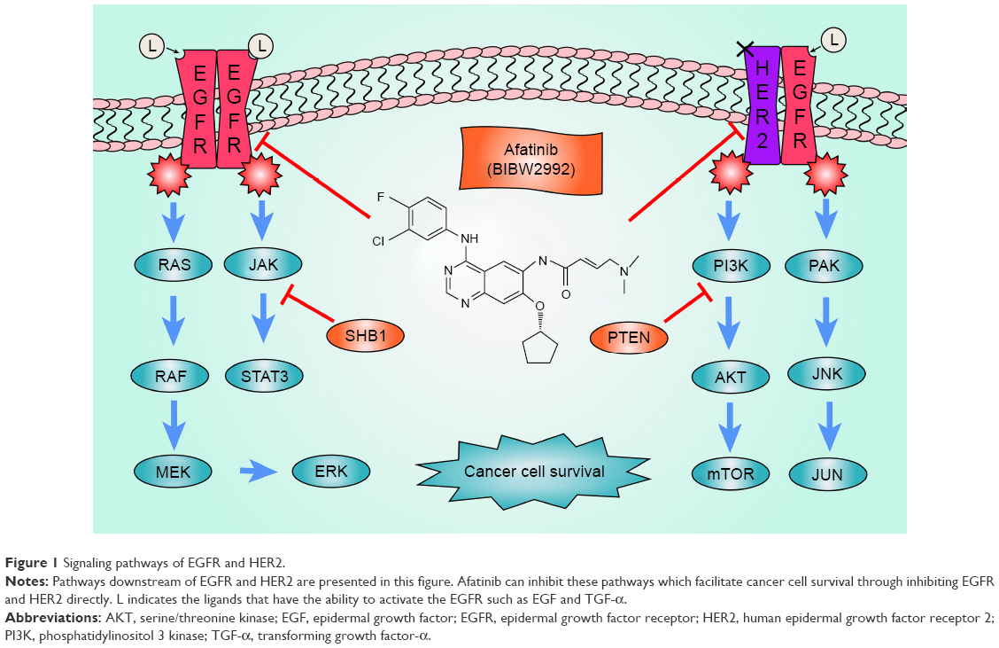 L
L
L
EGFR
EGFR
HER2
EGFR
Afatinib
(BIBW2992)
F
Cl
NH
N
N
N
O
O
N
RAS
JAK
PI3K
PAK
SHB1
PTEN
RAF
STAT3
AKT
JNK
MEK
ERK
Cancer cell survival
mTOR
JUN
Figure 1 Signaling pathways of EGFR and HER2.
Notes: Pathways downstream of EGFR and HER2 are presented in this figure. Afatinib can inhibit these pathways which facilitate cancer cell survival through inhibiting EGFR
and HER2 directly. L indicates the ligands that have the ability to activate the EGFR such as EGF and TGF-α.
Abbreviations: AKT, serine/threonine kinase; EGF, epidermal growth factor; EGFR, epidermal growth factor receptor; HER2, human epidermal growth factor receptor 2;
PI3K, phosphatidylinositol 3 kinase; TGF-α, transforming growth factor-α.